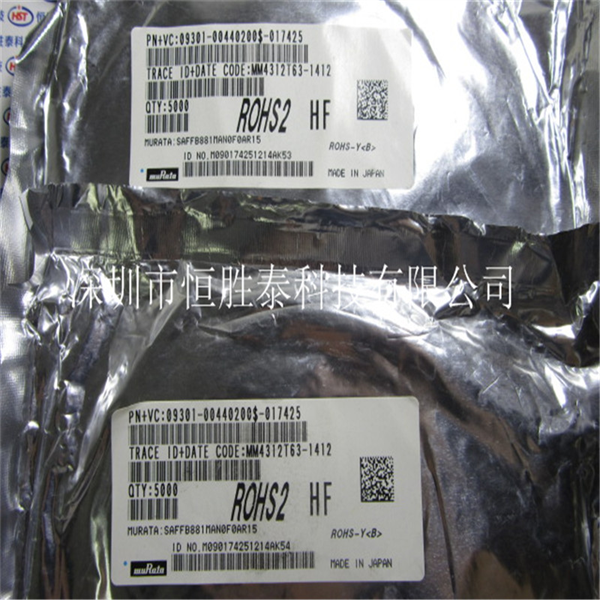 HST
PN+VC:09301-00440200$-017425
TRACE ID+DATE CODE:MM4312T63-1412
QTY:5000
ROHS2 HF
MURATA:SAFFB881MAN0F0AR15
ROHS-Y<B>
ID NO.M090174251214AK53
muRata
MADE IN JAPAN
深圳市恒胜泰科技有限公司
PN+VC:09301-00440200$-017425
TRACE ID+DATE CODE:MM4312T63-1412
QTY:5000
ROHS2 HF
MURATA:SAFFB881MAN0F0AR15
ROHS-Y<B>
ID NO.M090174251214AK54
muRata
MADE IN JAPAN